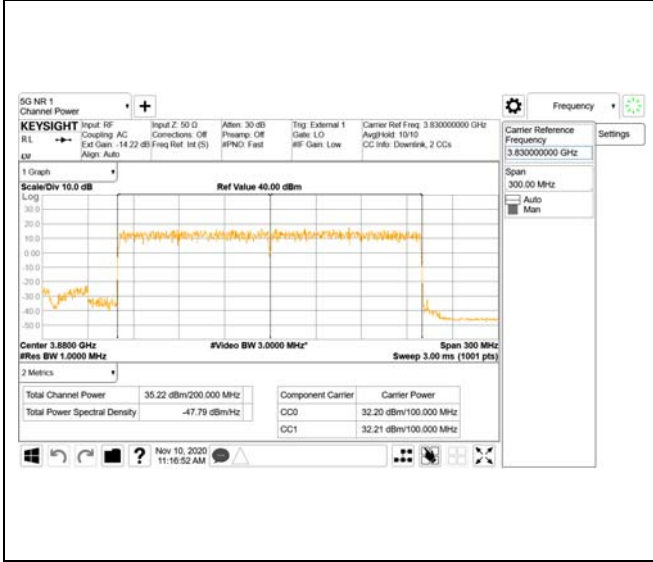 5G NR 1
Channel Power
Frequency
KEYSIGHT
Input: RF
Coupling: AC
Ext Gain: -14.22 dB
Align: Auto
Input Z: 50 Ω
Corrections: Off
Freq Ref: Int (S)
Atten: 30 dB
Preamp: Off
#PNO: Fast
Trig: External 1
Gate: LO
#IF Gain: Low
Carrier Ref Freq: 3.830000000 GHz
Avg|Hold: 10/10
CC Info: Downlink, 2 CCs
R L
Carrier Reference Frequency
3.830000000 GHz
Settings
Span
300.00 MHz
Auto
Man
1 Graph
Scale/Div 10.0 dB
Ref Value 40.00 dBm
Log
30.0
20.0
10.0
0.00
-10.0
-20.0
-30.0
-40.0
-50.0
Center 3.8800 GHz
#Video BW 3.0000 MHz*
Span 300 MHz
#Res BW 1.0000 MHz
Sweep 3.00 ms (1001 pts)
2 Metrics
Total Channel Power 35.22 dBm/200.000 MHz
Total Power Spectral Density -47.79 dBm/Hz
Component Carrier Carrier Power
CC0 32.20 dBm/100.000 MHz
CC1 32.21 dBm/100.000 MHz
?
Nov 10, 2020
11:16:52 AM